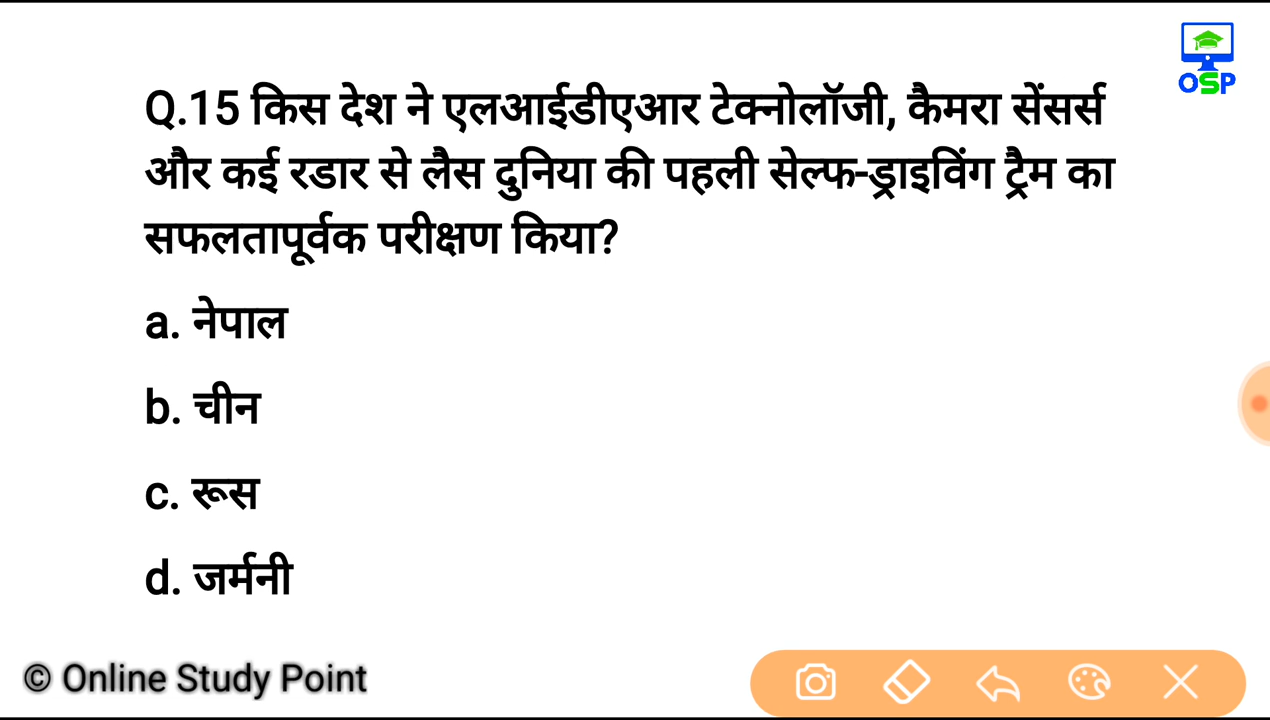 OSP
Q.15 किस देश ने एलआईडीएआर टेक्नोलॉजी, कैमरा सेंसर्स
और कई रडार से लैस दुनिया की पहली सेल्फ-ड्राइविंग ट्रैम का
सफलतापूर्वक परीक्षण किया?
a. नेपाल
b. चीन
c. रूस
d. जर्मनी
© Online Study Point